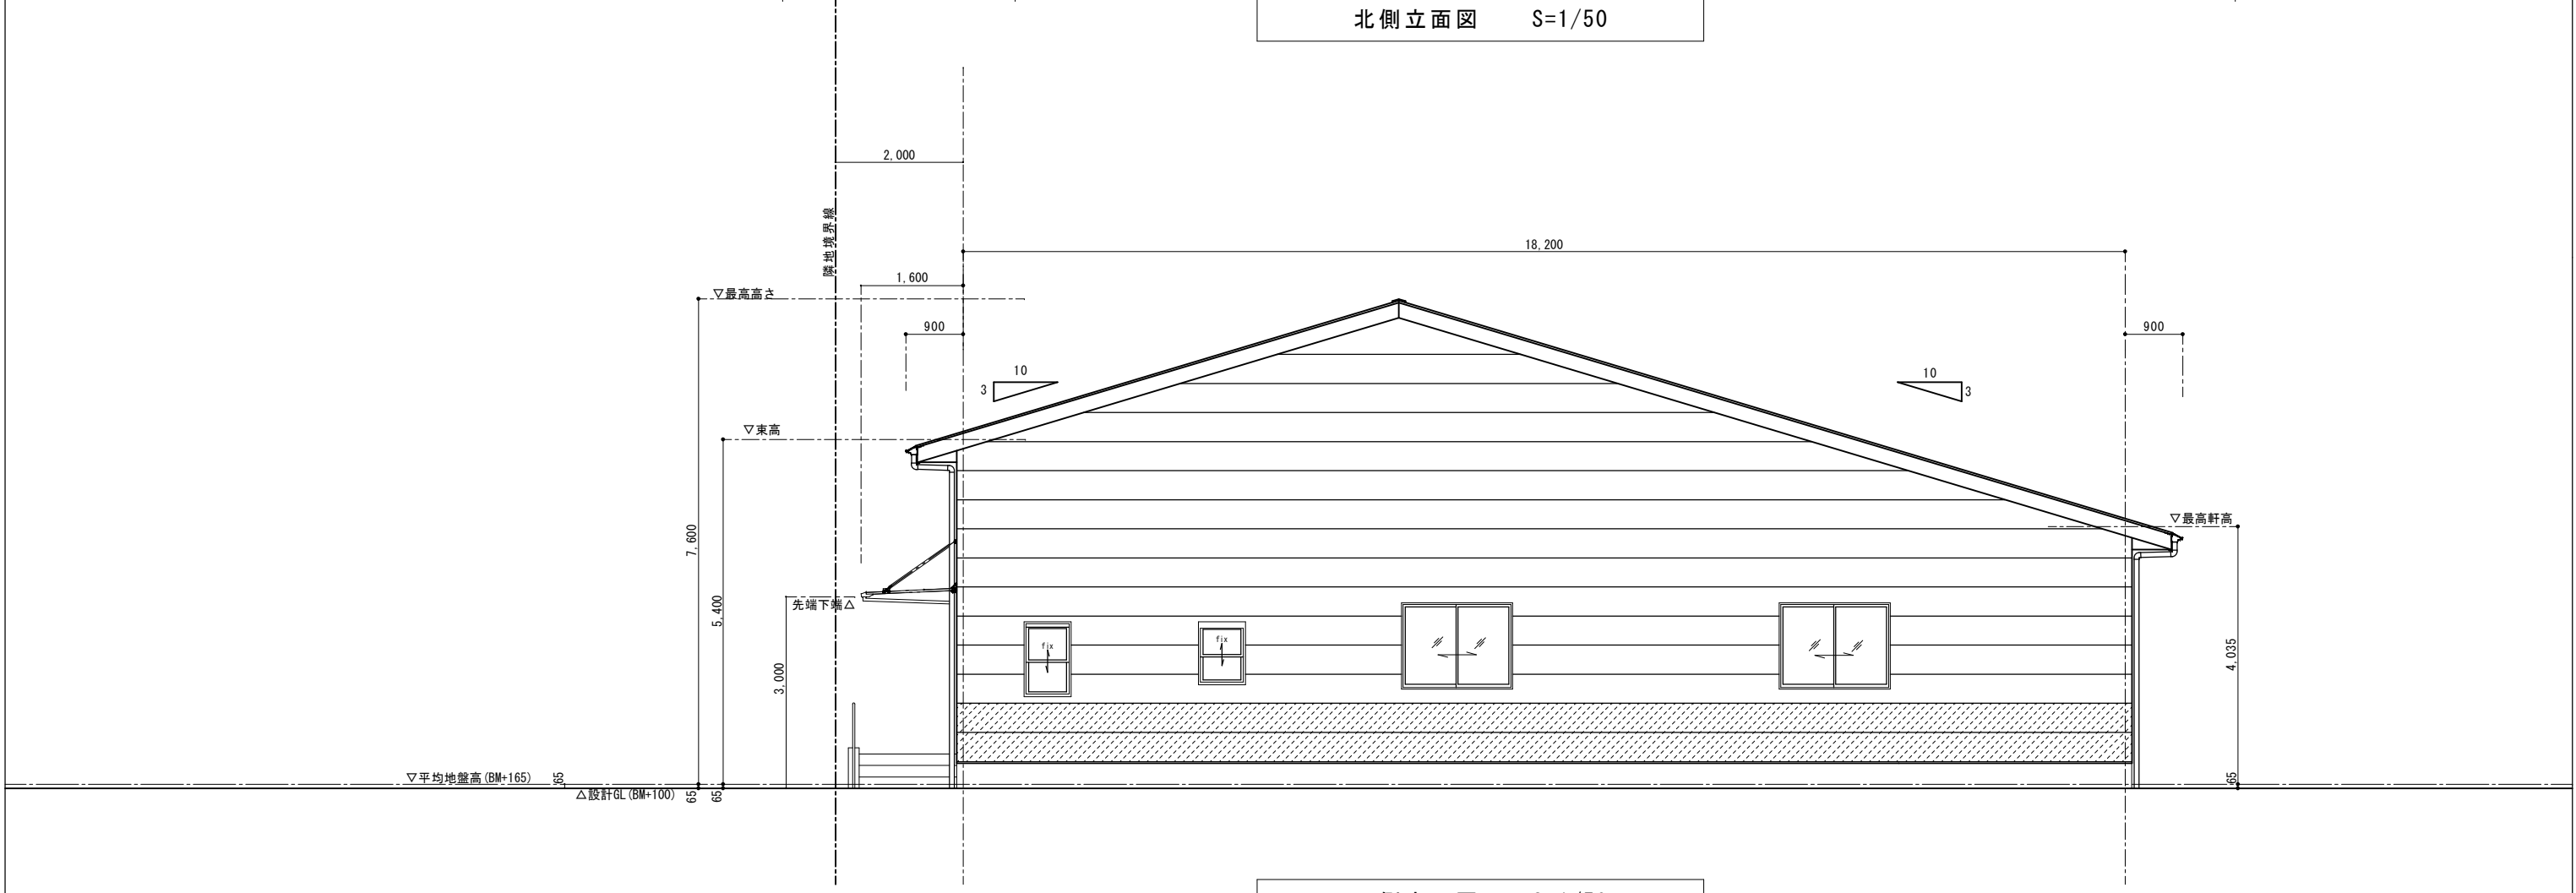 北側立面図 S=1/50
2,000
隣地境界線
18,200
1,600
▽最高高さ
900
900
10
3
10
3
▽束高
▽最高軒高
7,600
5,400
先端下端△
3,000
fix
fix
4,035
▽平均地盤高(BM+165)
65
△設計GL(BM+100)
65
65
65